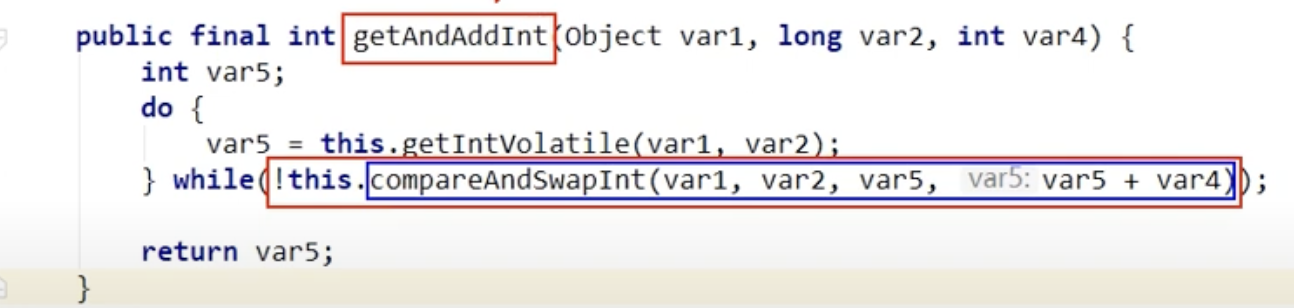 public final int getAndAddInt(Object var1, long var2, int var4) {
int var5;
do {
var5 = this.getIntVolatile(var1, var2);
} while(!this.compareAndSwapInt(var1, var2, var5, var5: var5 + var4));
return var5;
}